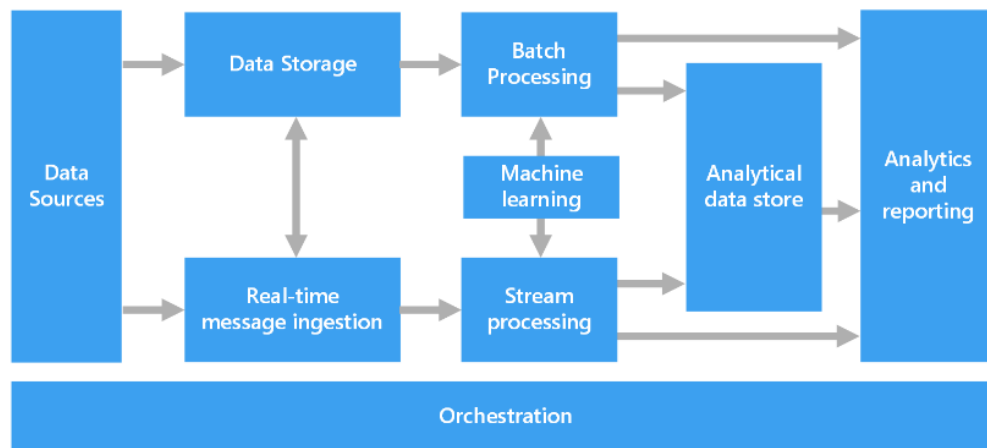 Data
Sources
Data Storage
Real-time
message ingestion
Batch
Processing
Machine
learning
Stream
processing
Analytical
data store
Analytics
and
reporting
Orchestration